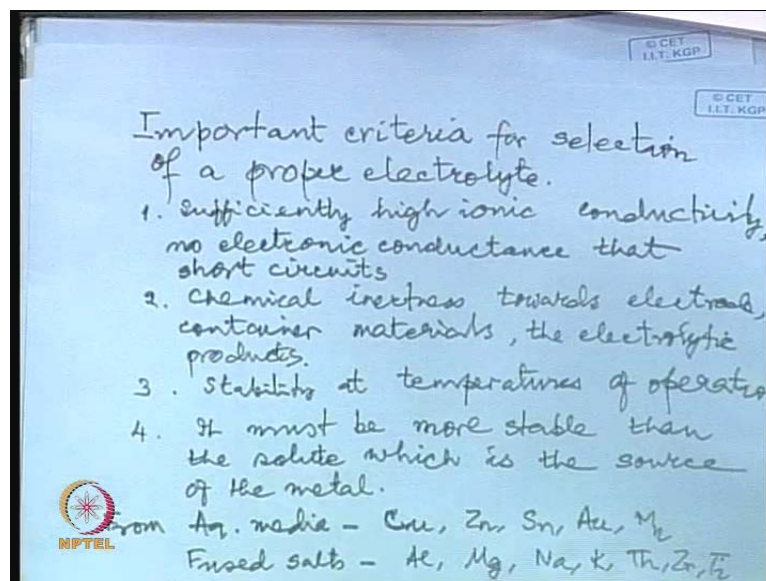 © CET
I.I.T. KGP
© CET
I.I.T. KGP
Important criteria for selection
of a proper electrolyte.
1. Sufficiently high ionic conductivity,
no electronic conductance that
short circuits
2. Chemical inertness towards electrode,
container materials, the electrolytic
products.
3. Stability at temperatures of operatio
4. It must be more stable than
the solute which is the source
of the metal.
From Aq. media - Cu, Zn, Sn, Au,
Fused salts - Al, Mg, Na, K, Th, Zr,
NPTEL